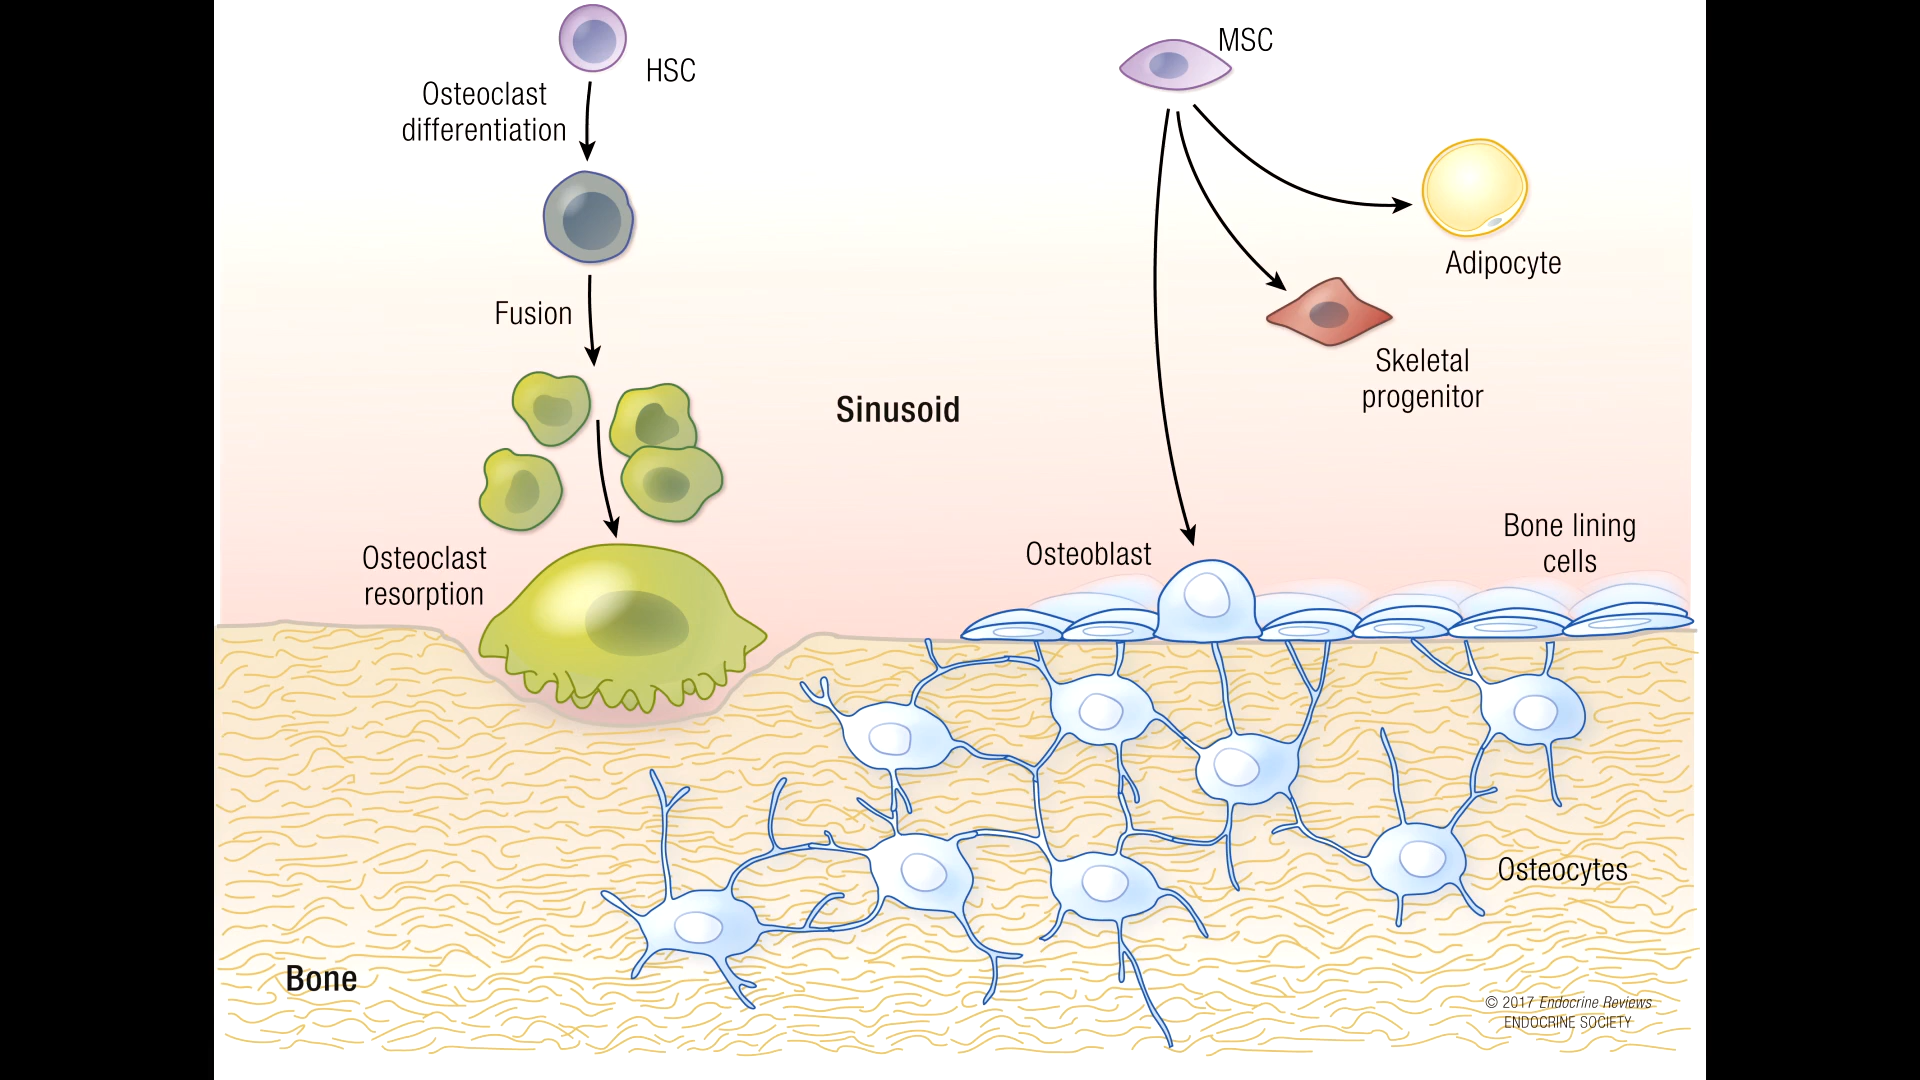 HSC
MSC
Osteoclast
differentiation
Adipocyte
Fusion
Skeletal
progenitor
Sinusoid
Osteoclast
resorption
Osteoblast
Bone lining
cells
Osteocytes
Bone
© 2017 Endocrine Reviews
ENDOCRINE SOCIETY